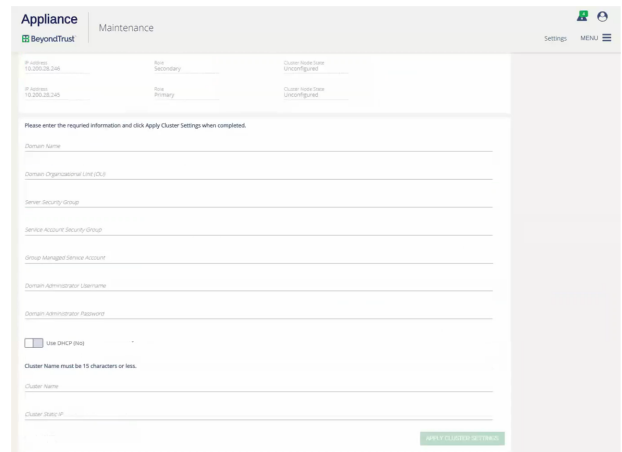 Appliance
BeyondTrust
Maintenance
Settings MENU
IP Address Role Cluster Node State
10.200.28.246 Secondary Unconfigured
IP Address Role Cluster Node State
10.200.28.245 Primary Unconfigured
Please enter the requried information and click Apply Cluster Settings when completed.
Domain Name
Domain Organizational Unit (OU)
Server Security Group
Service Account Security Group
Group Managed Service Account
Domain Administrator Username
Domain Administrator Password
Use DHCP (No)
Cluster Name must be 15 characters or less.
Cluster Name
Cluster Static IP
APPLY CLUSTER SETTINGS